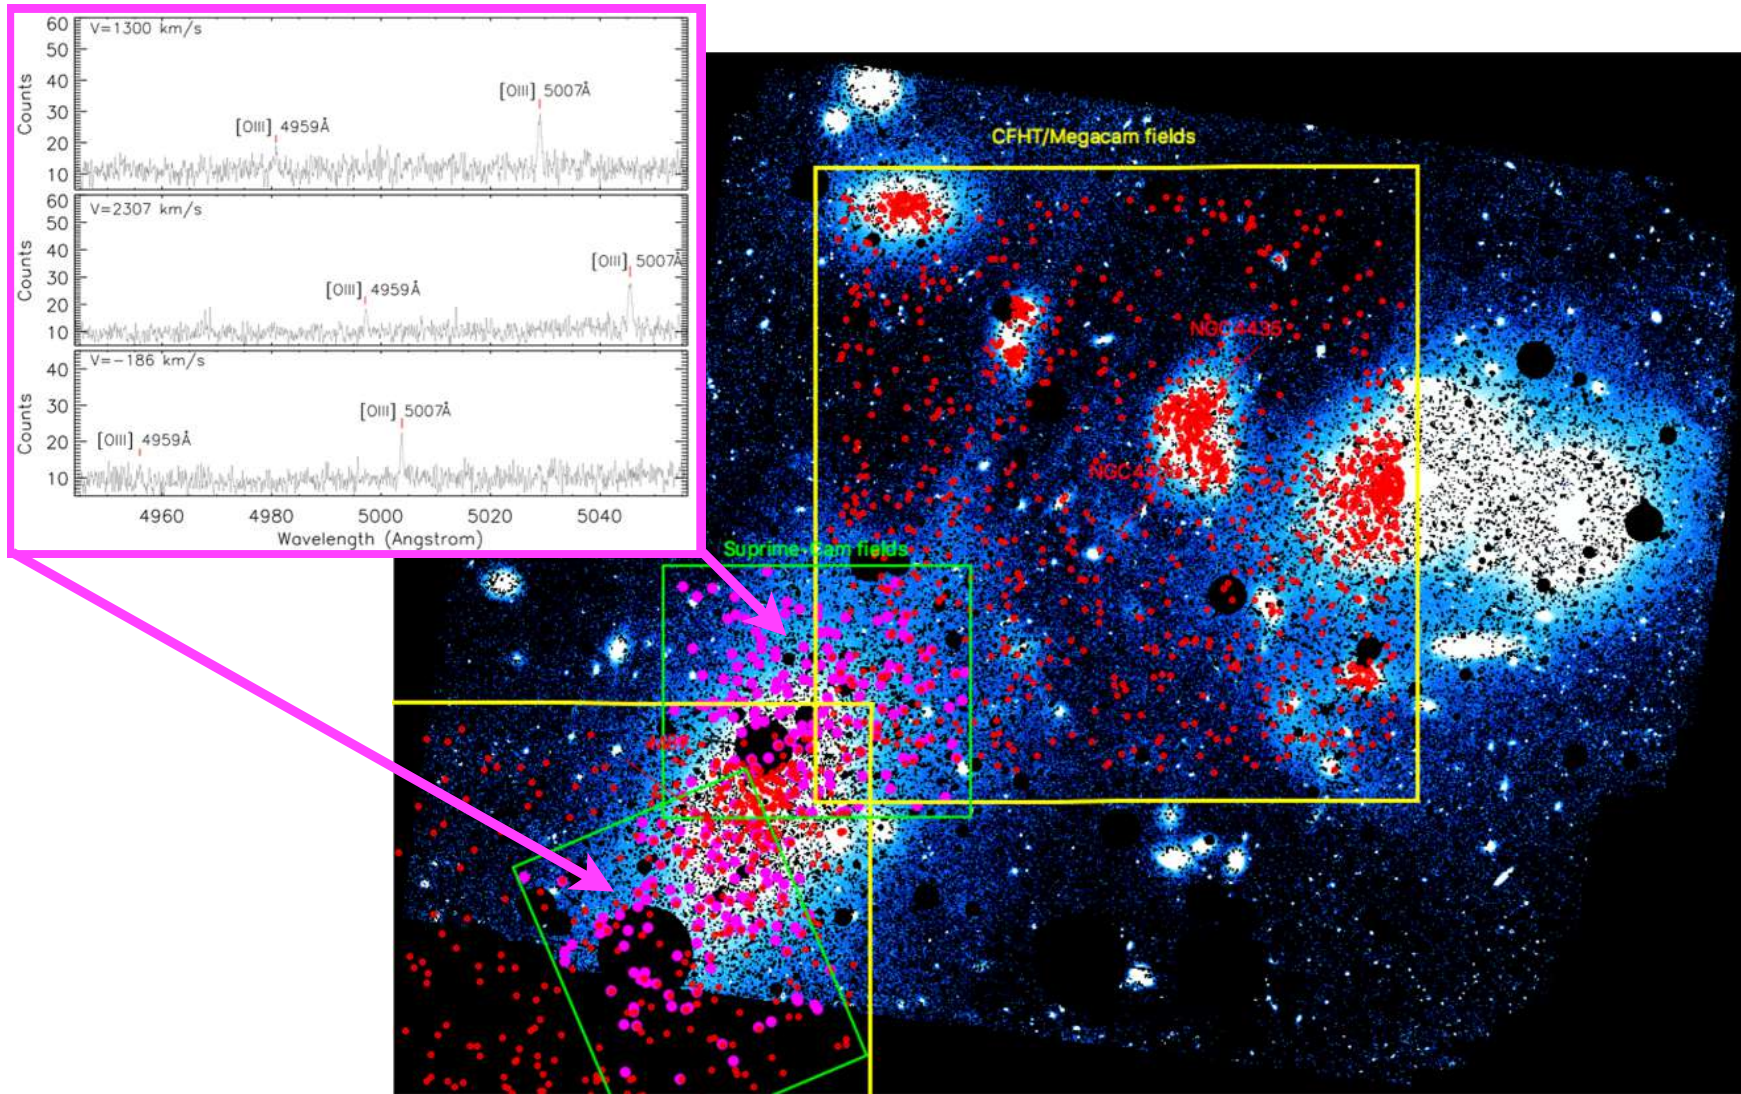 60
V=1300 km/s
50
40
30
20
10
Counts
[OIII] 5007Å
[OIII] 4959Å
60
V=2307 km/s
50
40
30
20
10
Counts
[OIII] 5007Å
[OIII] 4959Å
V=−186 km/s
40
30
20
10
Counts
[OIII] 5007Å
[OIII] 4959Å
4960 4980 5000 5020 5040
Wavelength (Angstrom)
CFHT/Megacam fields
NGC4435
Suprime-Cam fields